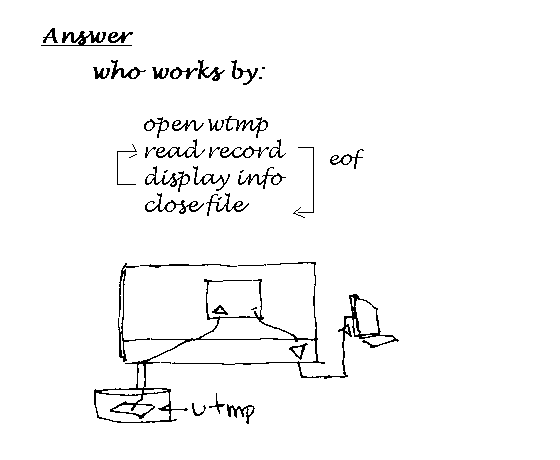 Answer
who works by:
open wtmp
read record
eof
display info
close file
utmp